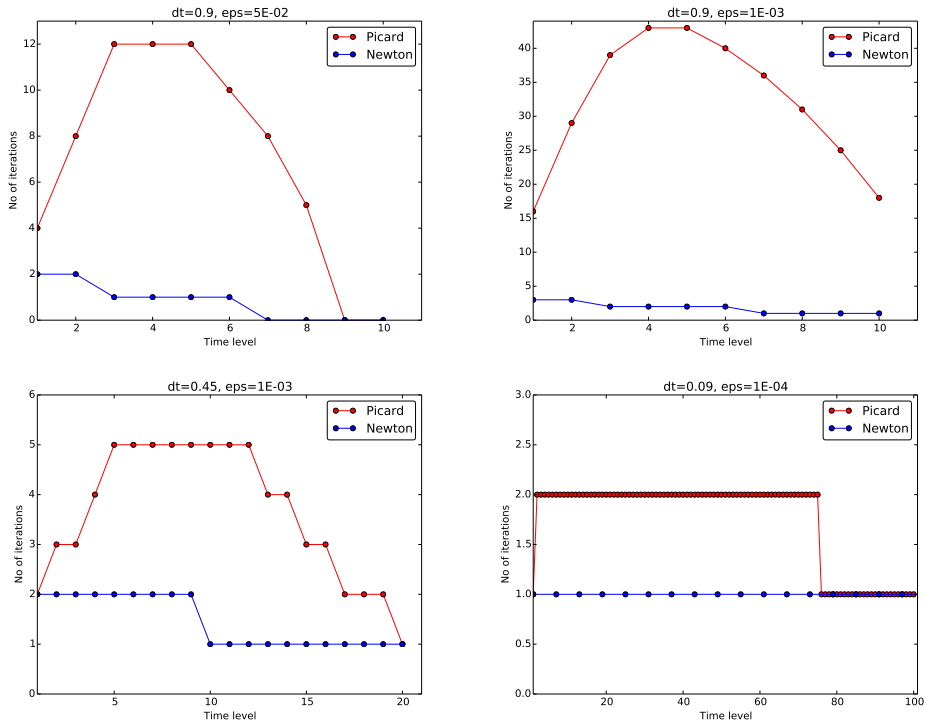 dt=0.9, eps=5E-02
Picard
Newton
No of iterations
0
2
4
6
8
10
12
2
4
6
8
10
Time level
dt=0.9, eps=1E-03
Picard
Newton
No of iterations
0
5
10
15
20
25
30
35
40
2
4
6
8
10
Time level
dt=0.45, eps=1E-03
Picard
Newton
No of iterations
0
1
2
3
4
5
6
5
10
15
20
Time level
dt=0.09, eps=1E-04
Picard
Newton
No of iterations
0.0
0.5
1.0
1.5
2.0
2.5
3.0
20
40
60
80
100
Time level